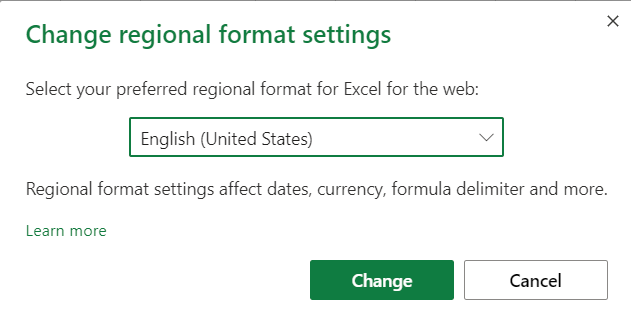 Change regional format settings
Select your preferred regional format for Excel for the web:
English (United States)
Regional format settings affect dates, currency, formula delimiter and more.
Learn more
Change Cancel